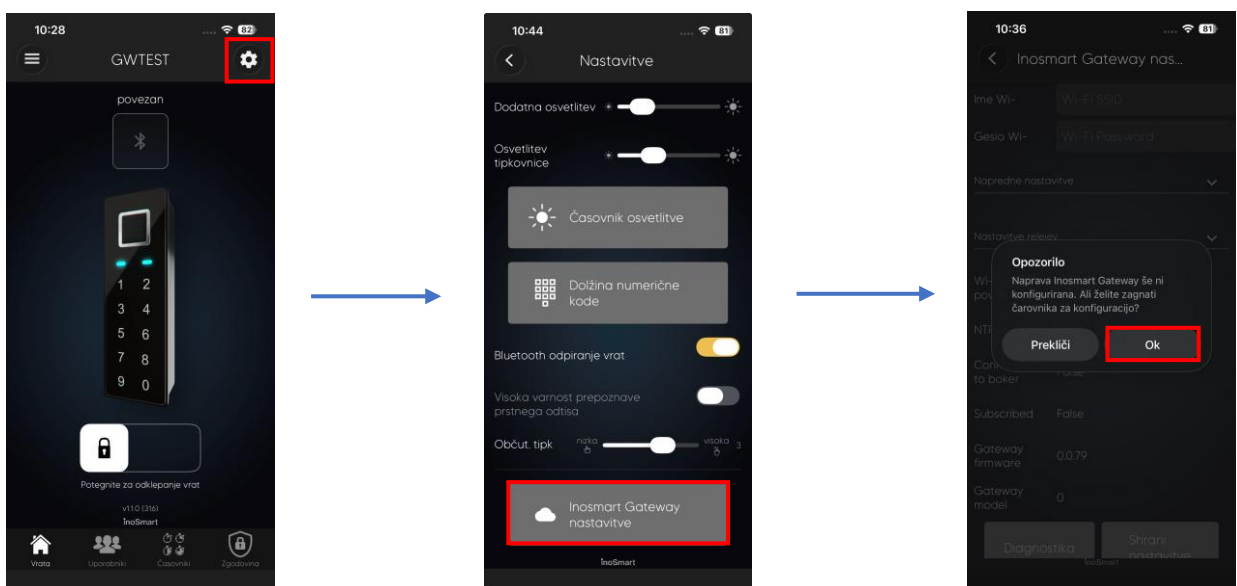 10:28
82
GWTEST
povezan
1 2
3 4
5 6
7 8
9 0
Potegnite za odklepanje vrat
v1.1.0 (316)
InoSmart
Vrata
Uporabniki
Časovniki
Zgodovina
10:44
81
Nastavitve
Dodatna osvetlitev
Osvetlitev
tipkovnice
Časovnik osvetlitve
Dolžina numerične
kode
Bluetooth odpiranje vrat
Visoka varnost prepoznave
prstnega odtisa
Občut. tipk
nizka
visoka
3
Inosmart Gateway
nastavitve
InoSmart
10:36
81
Inosmart Gateway nas...
Ime Wi-
Wi-Fi SSID
Geslo Wi-
Wi-Fi Password
Napredne nastavitve
Nastavitve relejev
Opozorilo
Naprava Inosmart Gateway še ni
konfigurirana. Ali želite zagnati
čarovnika za konfiguracijo?
Prekliči
Ok
to boker
False
Subscribed
False
Gateway
firmware
0.0.79
Gateway
model
0
Diagnostika
Shrani
nastavitve
InoSmart